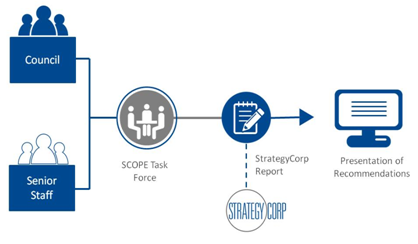 Council
SCOPE Task
Force
StrategyCorp
Report
Presentation of
Recommendations
Senior
Staff
STRATEGYCORP